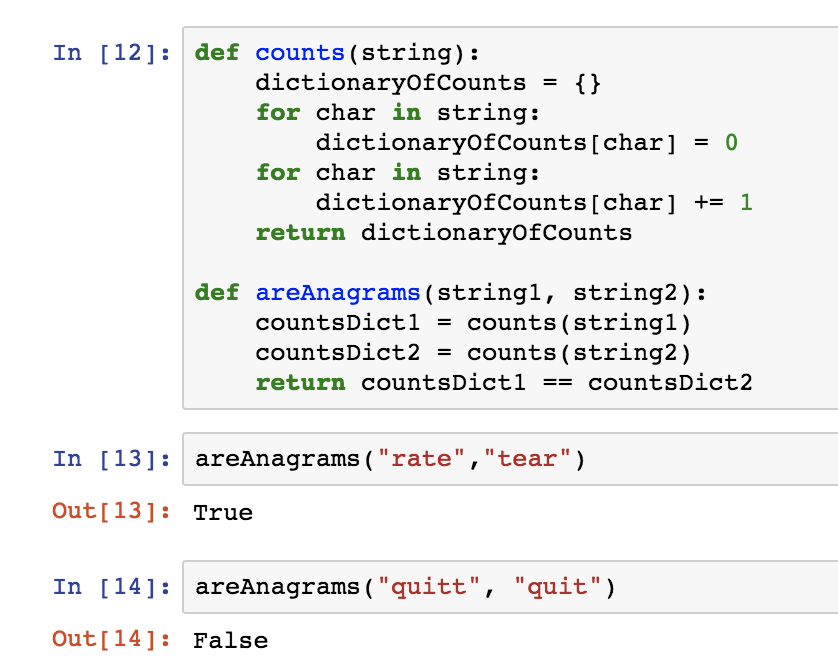 In [12]: def counts(string):
    dictionaryOfCounts = {}
    for char in string:
        dictionaryOfCounts[char] = 0
    for char in string:
        dictionaryOfCounts[char] += 1
    return dictionaryOfCounts

def areAnagrams(string1, string2):
    countsDict1 = counts(string1)
    countsDict2 = counts(string2)
    return countsDict1 == countsDict2
In [13]: areAnagrams("rate","tear")
Out[13]: True
In [14]: areAnagrams("quitt", "quit")
Out[14]: False